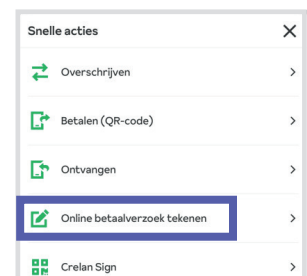 Snelle acties
Overschrijven
Betalen (QR-code)
Ontvangen
Online betaalverzoek tekenen
Crelan Sign